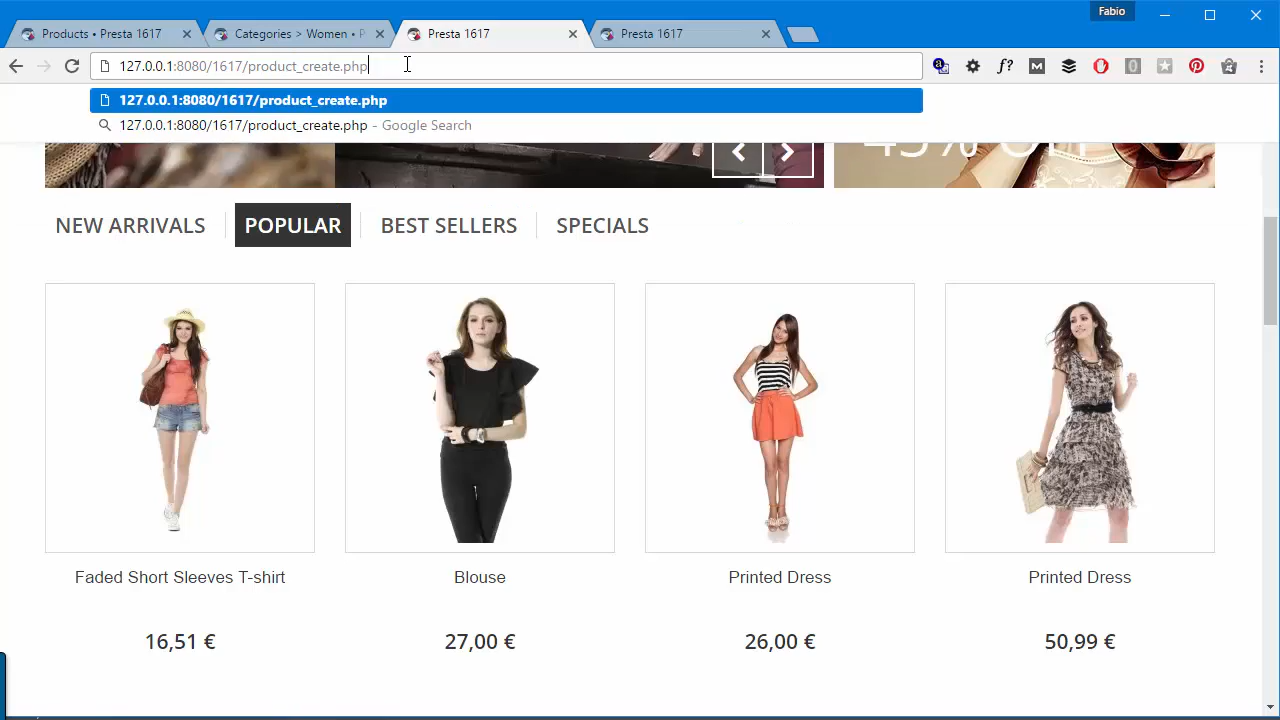 Fabio
Products • Presta 1617
Categories > Women • P
Presta 1617
Presta 1617
127.0.0.1:8080/1617/product_create.php
127.0.0.1:8080/1617/product_create.php
127.0.0.1:8080/1617/product_create.php - Google Search
45% OFF
NEW ARRIVALS
POPULAR
BEST SELLERS
SPECIALS
Faded Short Sleeves T-shirt
Blouse
Printed Dress
Printed Dress
16,51 €
27,00 €
26,00 €
50,99 €